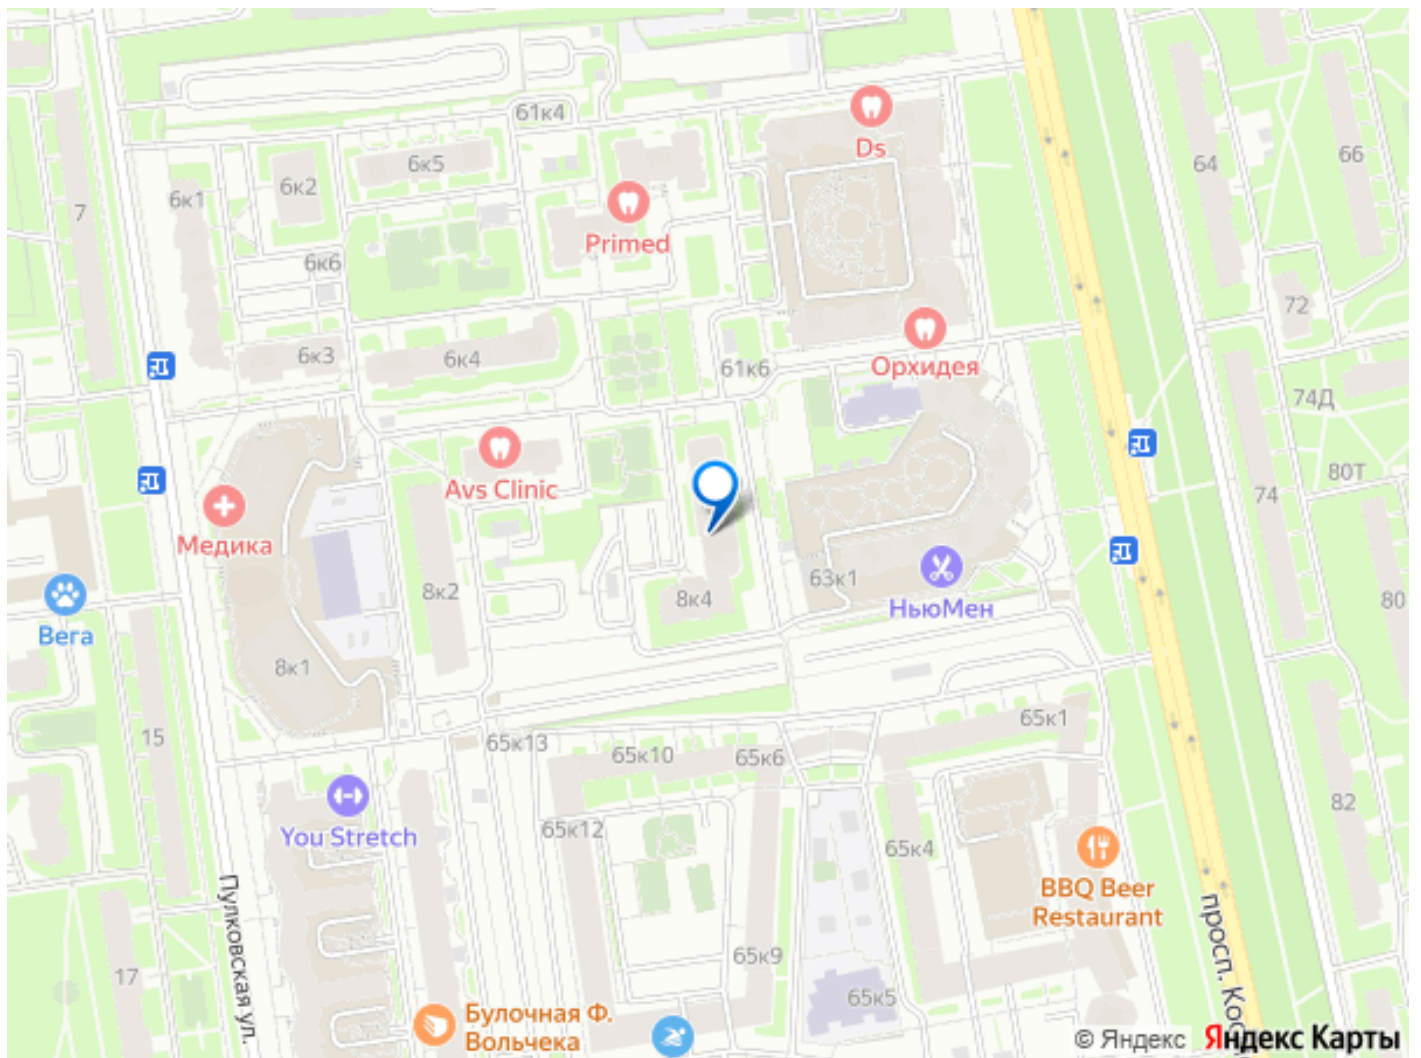 61к4
Ds
64
66
6к5
6к2
6к1
7
Primed
6к6
72
6к3
6к4
61к6
Орхидея
74Д
80Т
74
Avs Clinic
Медика
8к2
63к1
8к4
НьюМен
80
Вега
8к1
15
65к13
65к10
65к6
65к1
82
You Stretch
65к12
65к4
BBQ Beer
Restaurant
Пулковская ул.
просп. Кос
65к9
17
65к5
Булочная Ф.
Вольчека
© Яндекс Яндекс Карты